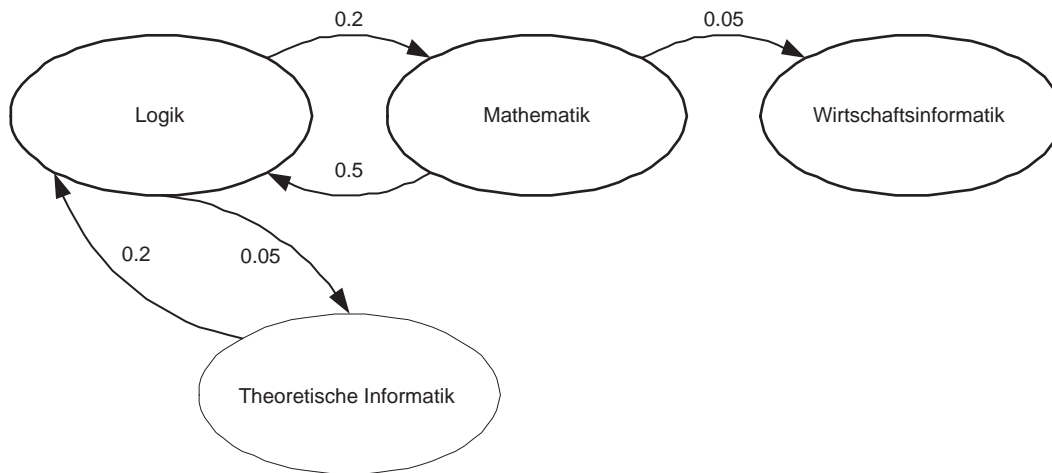 0.2
0.05
Logik
Mathematik
Wirtschaftsinformatik
0.5
0.2
0.05
Theoretische Informatik